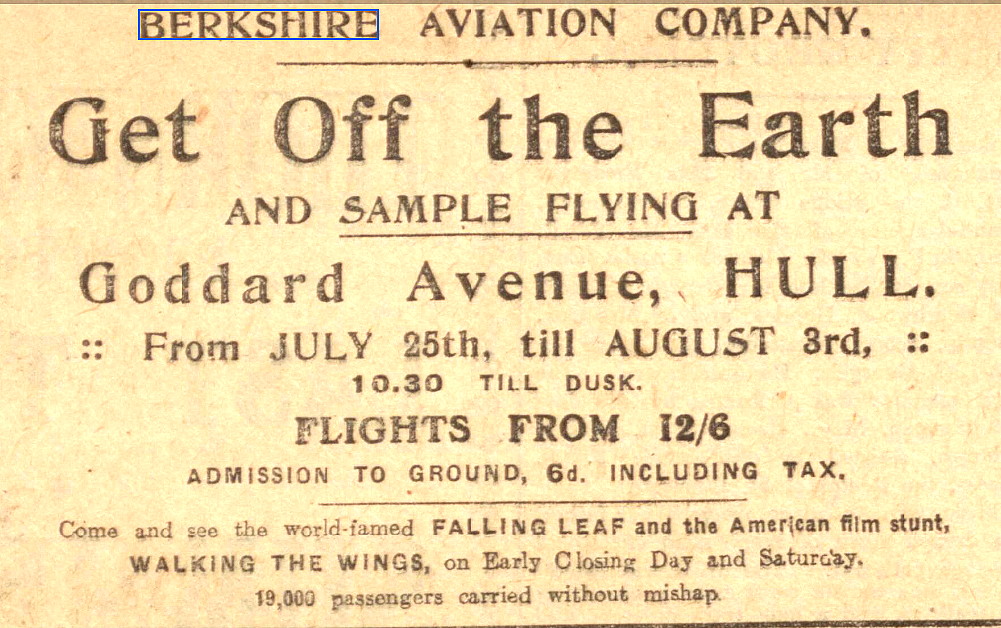 BERKSHIRE AVIATION COMPANY.
Get Off the Earth
AND SAMPLE FLYING AT
Goddard Avenue, HULL.
:: From JULY 25th, till AUGUST 3rd, ::
10.30 TILL DUSK.
FLIGHTS FROM 12/6
ADMISSION TO GROUND, 6d. INCLUDING TAX.
Come and see the world-famed FALLING LEAF and the American film stunt,
WALKING THE WINGS, on Early Closing Day and Saturday.
19,000 passengers carried without mishap.